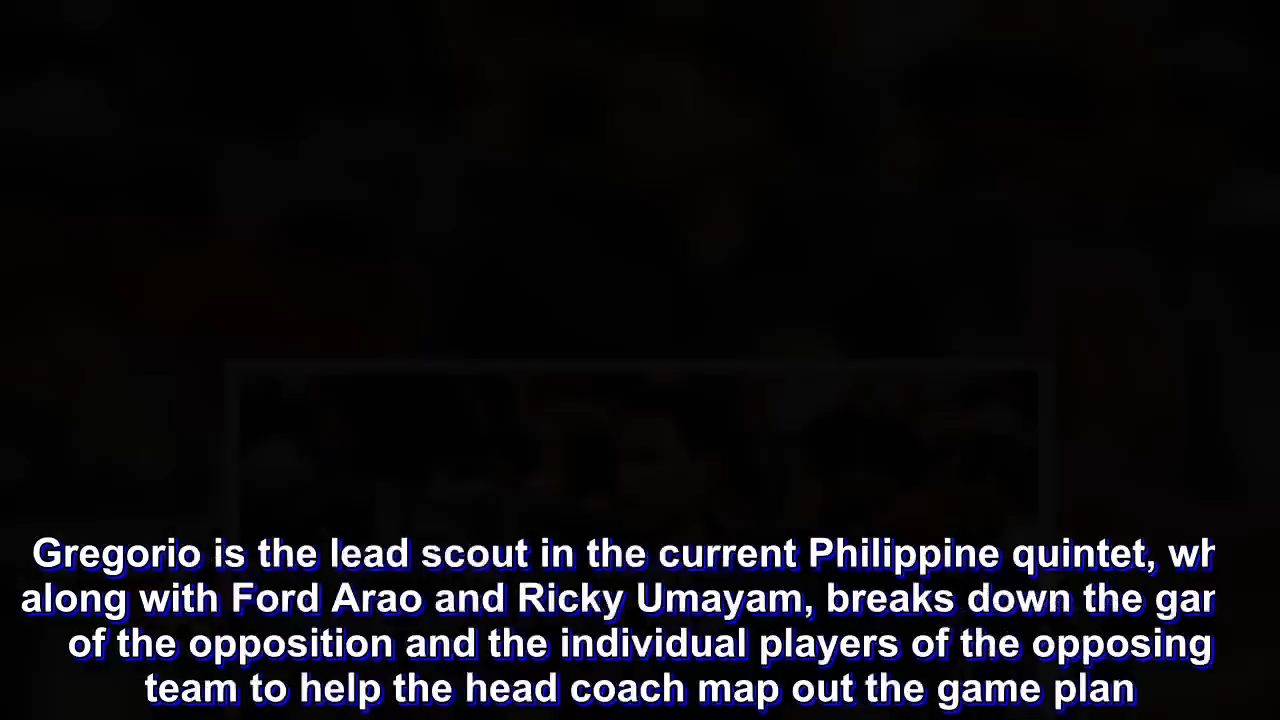 Gregorio is the lead scout in the current Philippine quintet,
along with Ford Arao and Ricky Umayam, breaks down the
of the opposition and the individual players of the opposing
team to help the head coach map out the game plan